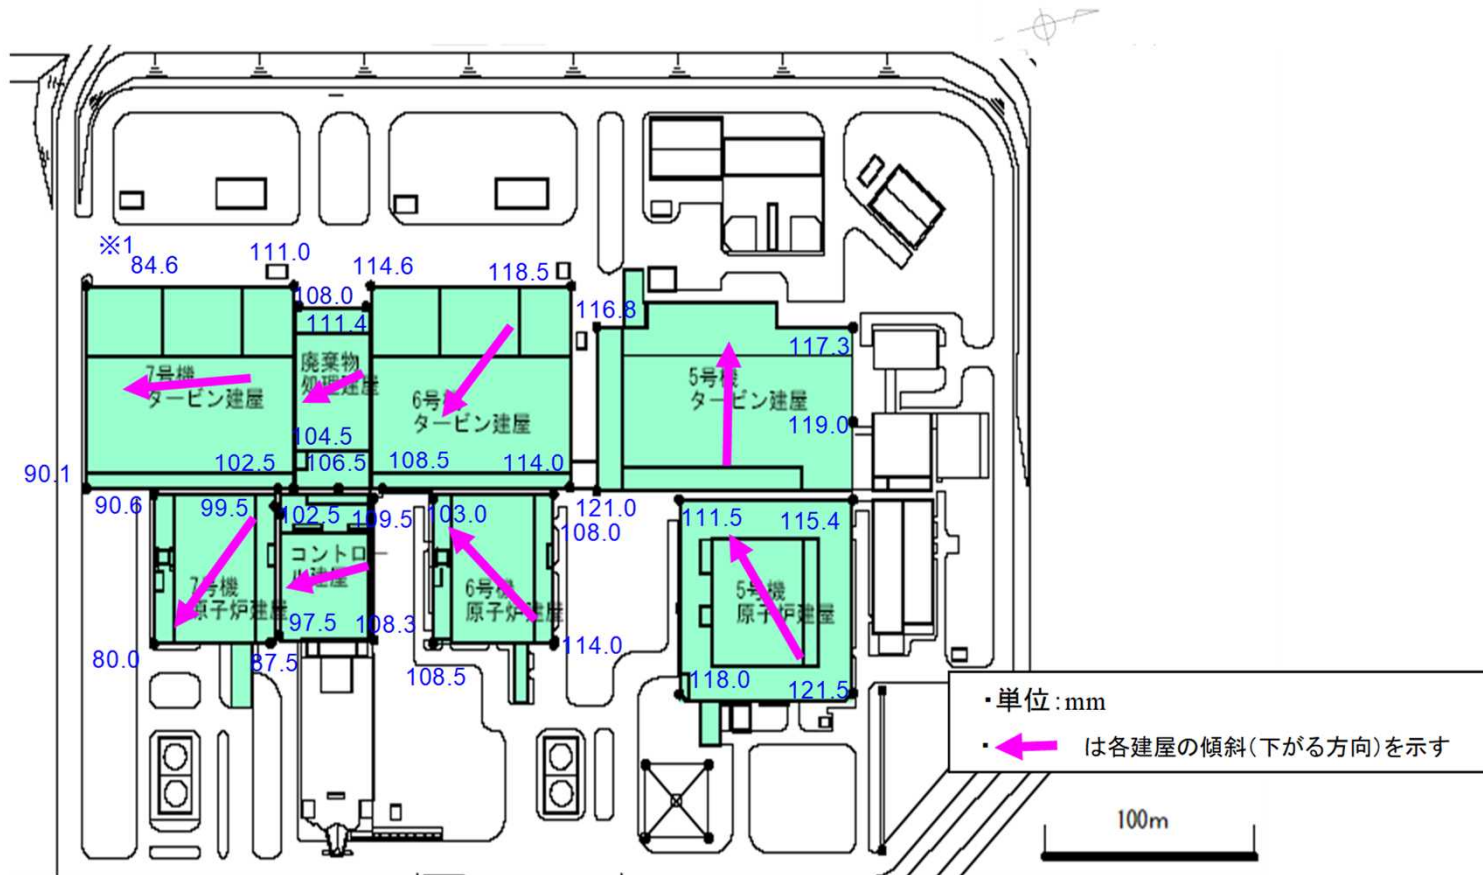 ※1
84.6
111.0
114.6
118.5
108.0
111.4
116.8
117.3
廃棄物
処理建屋
7号機
タービン建屋
6号機
タービン建屋
5号機
タービン建屋
119.0
104.5
102.5
106.5
108.5
114.0
90.1
90.6
99.5
102.5
109.5
103.0
121.0
108.0
111.5
115.4
コントロー
ル建屋
7号機
原子炉建屋
6号機
原子炉建屋
5号機
原子炉建屋
97.5
108.3
114.0
80.0
87.5
108.5
118.0
121.5
・単位:mm
・ は各建屋の傾斜(下がる方向)を示す
100m